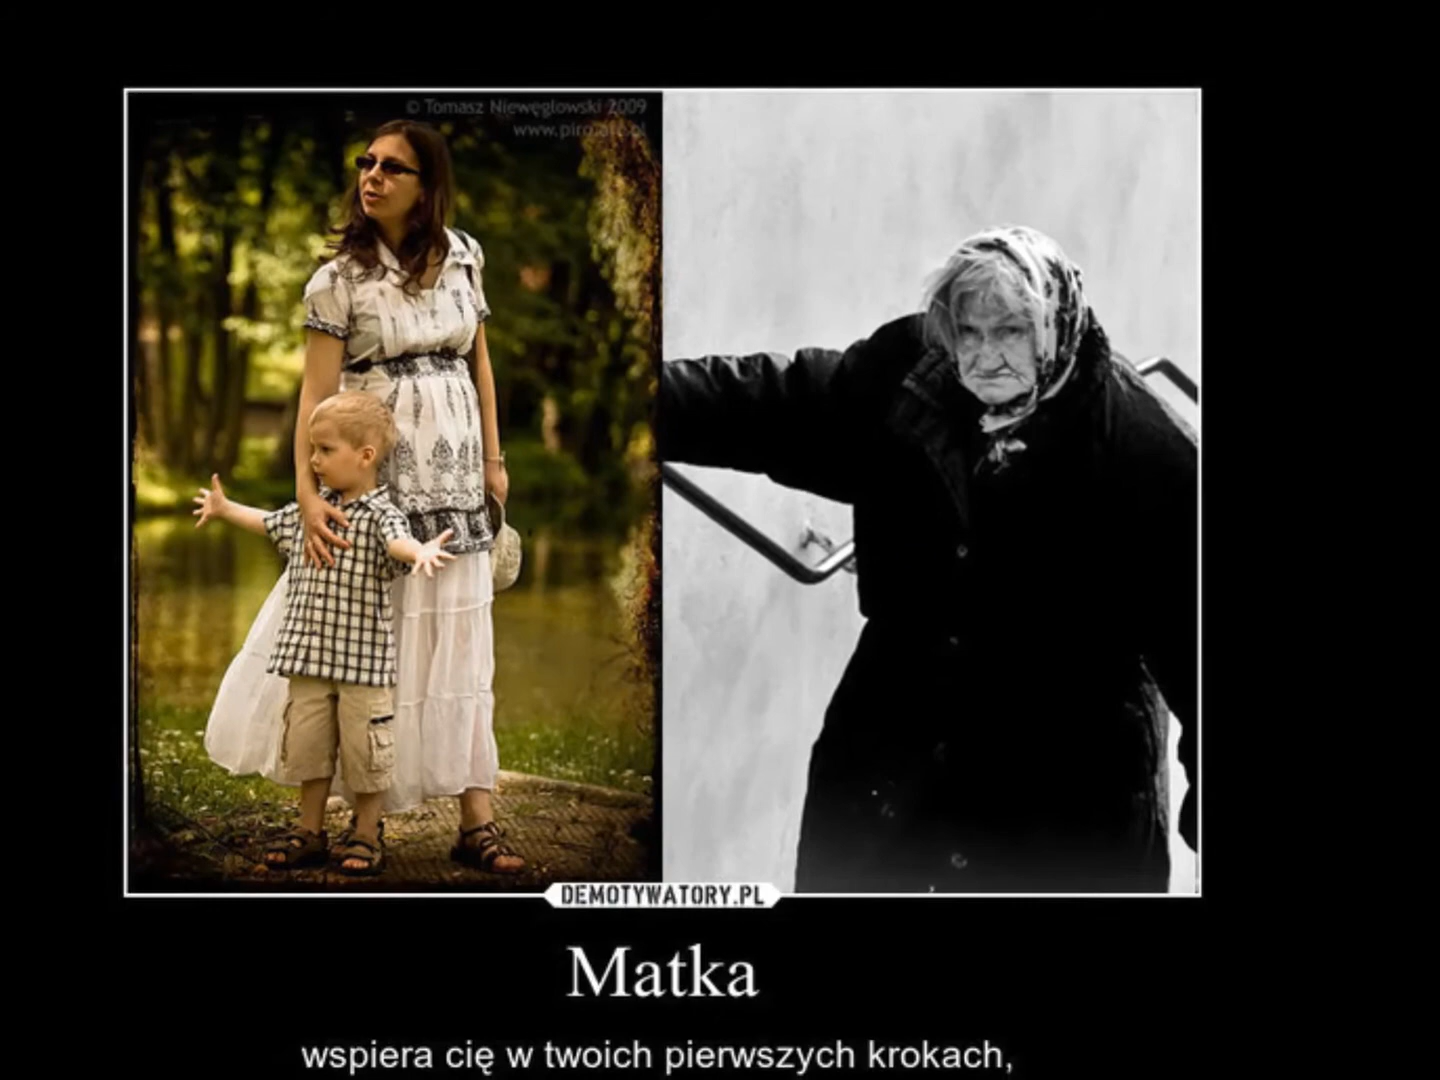 © Tomasz Niewęglowski 2009
DEMOTYWATORY.PL
Matka
wspiera cię w twoich pierwszych krokach,